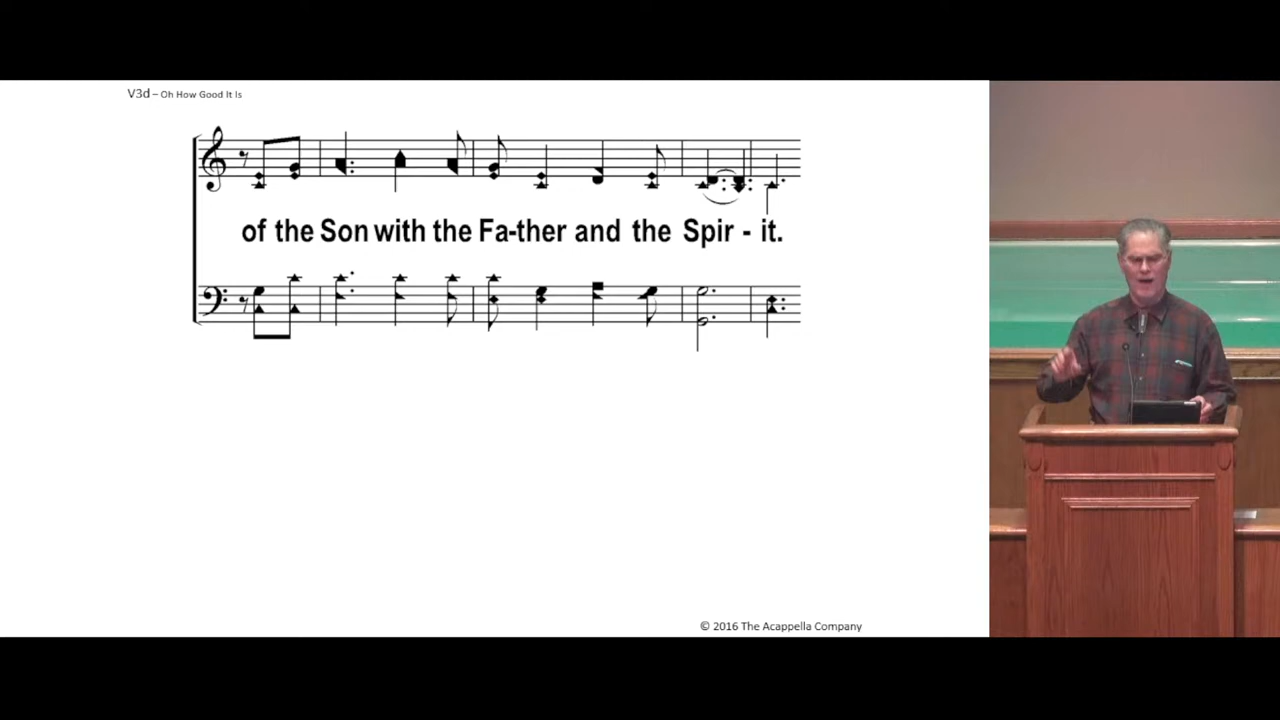 V3d – Oh How Good It Is
of the Son with the Fa-ther and the Spir - it.
© 2016 The Acappella Company